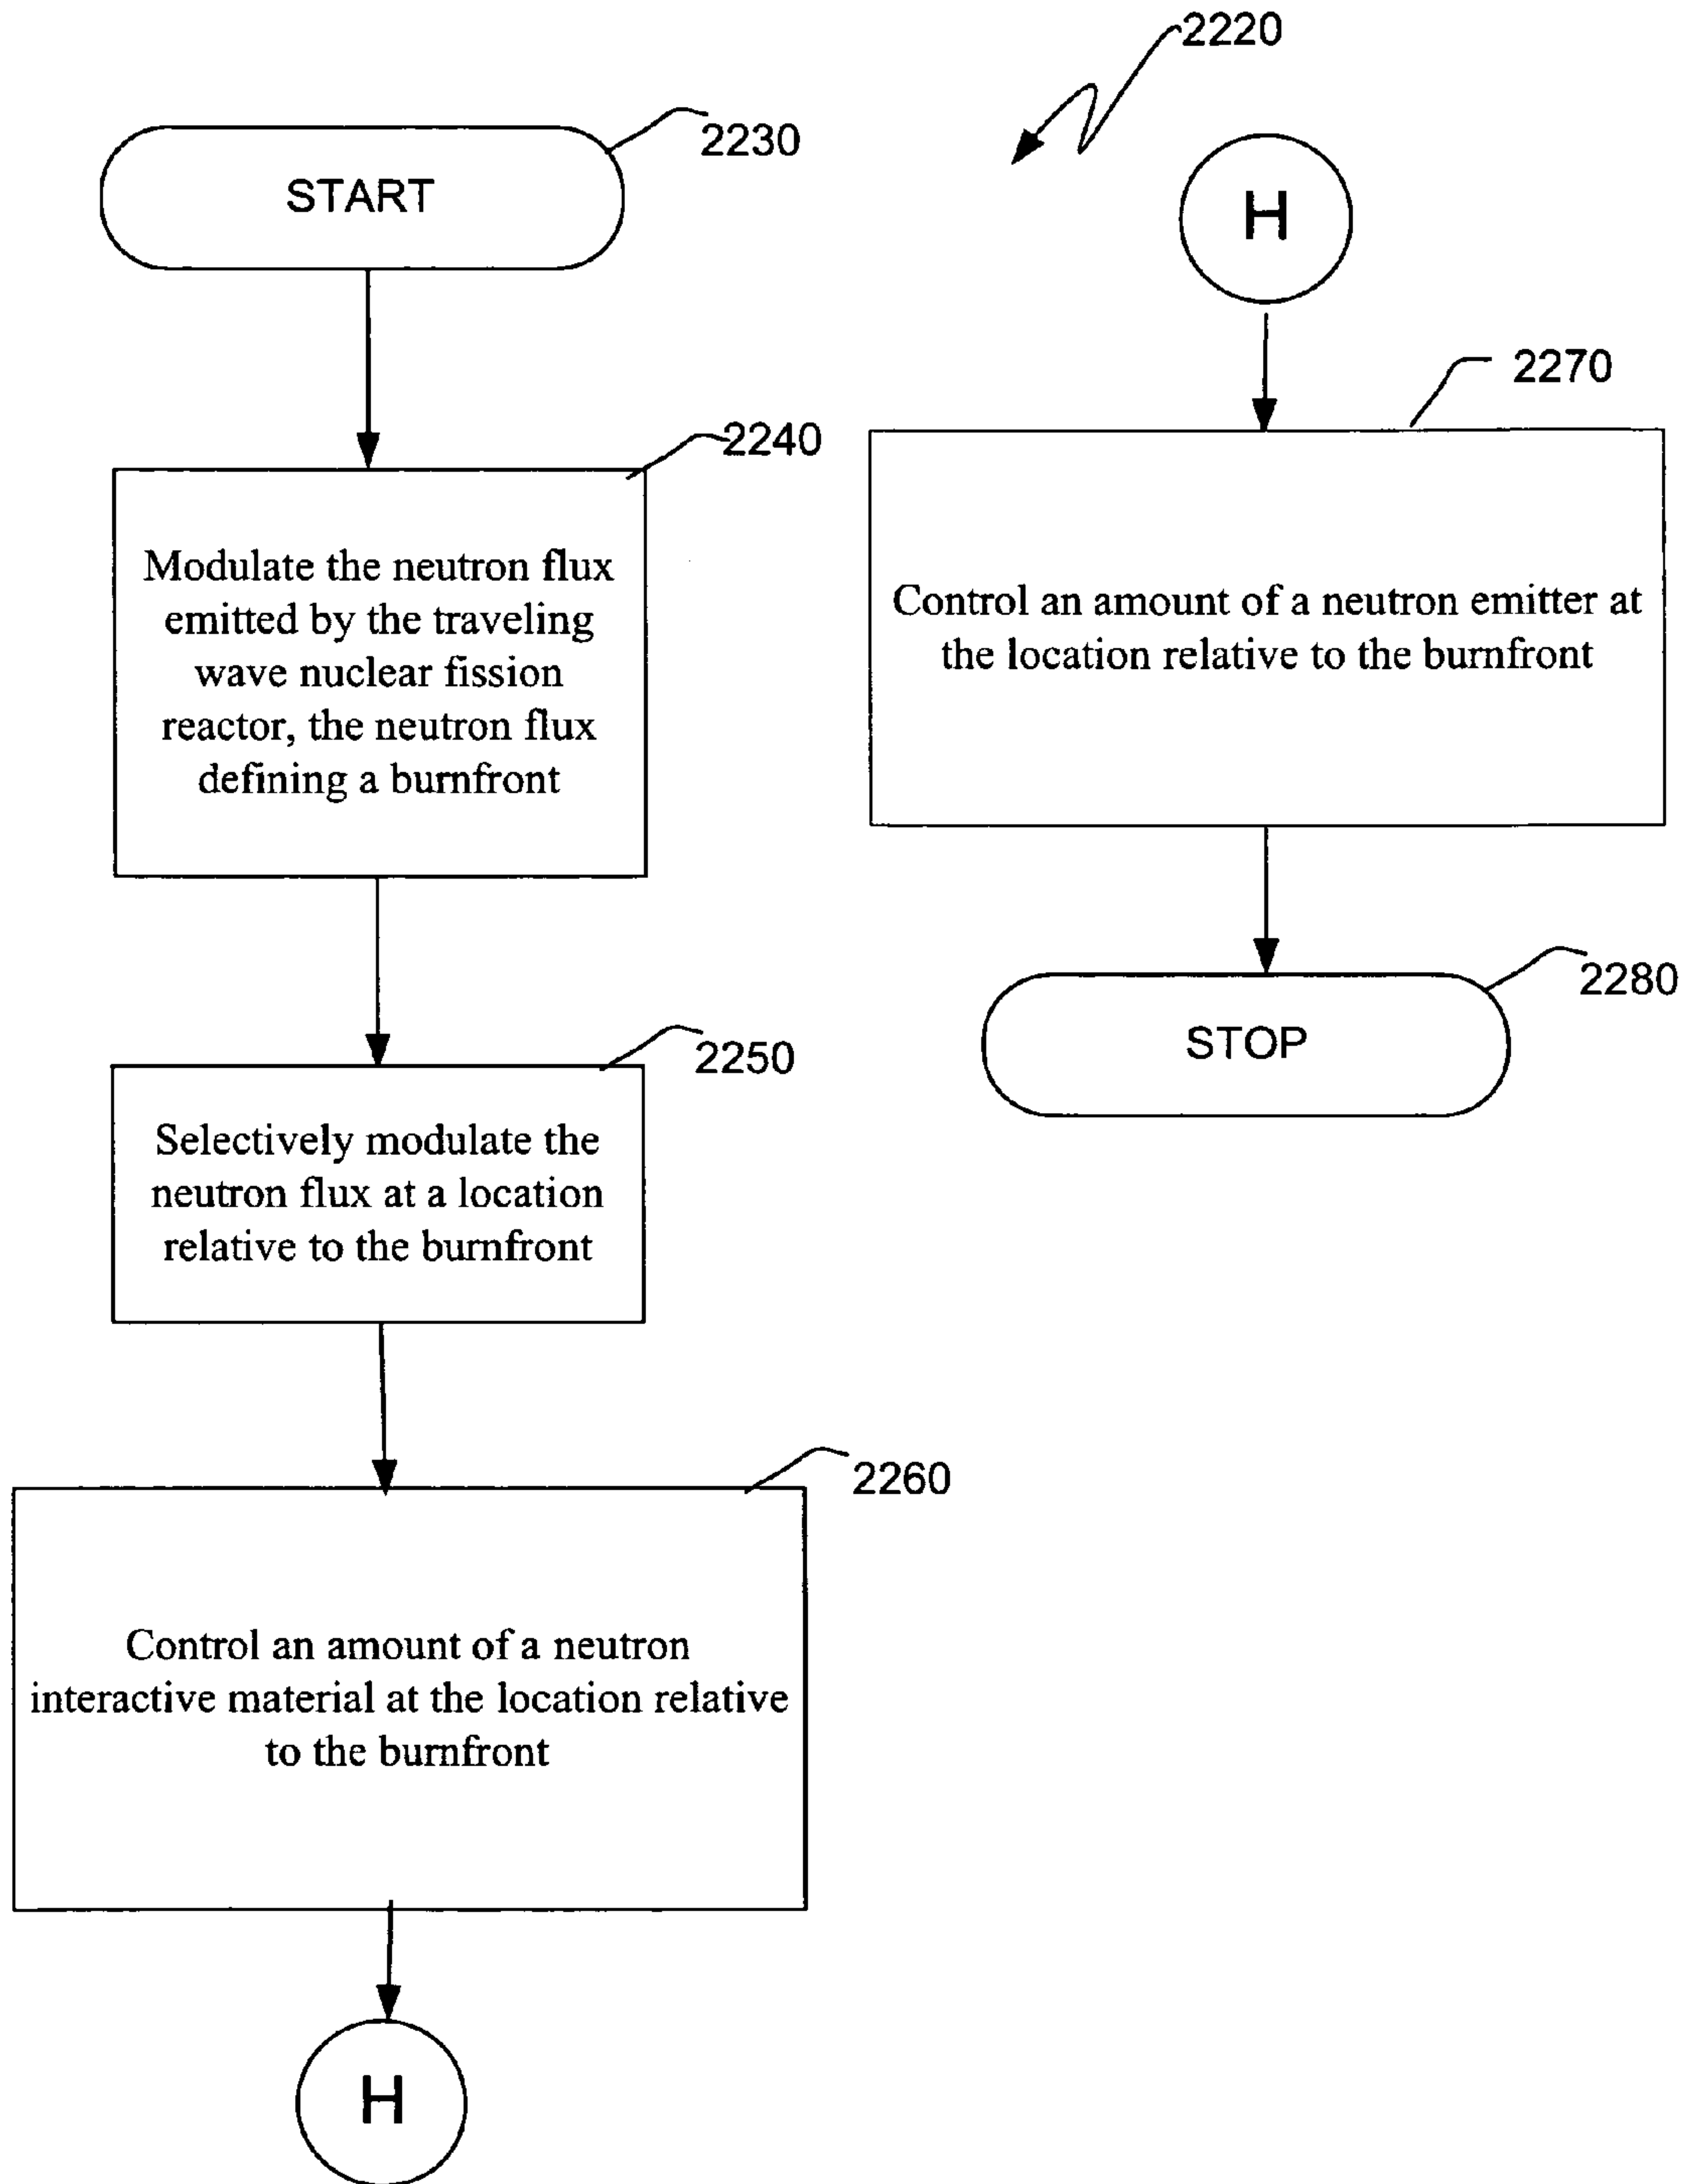 2220
2230
START
2240
Modulate the neutron flux
emitted by the traveling
wave nuclear fission
reactor, the neutron flux
defining a burnfront
2250
Selectively modulate the
neutron flux at a location
relative to the burnfront
2260
Control an amount of a neutron
interactive material at the location relative
to the burnfront
H
H
2270
Control an amount of a neutron emitter at
the location relative to the burnfront
2280
STOP